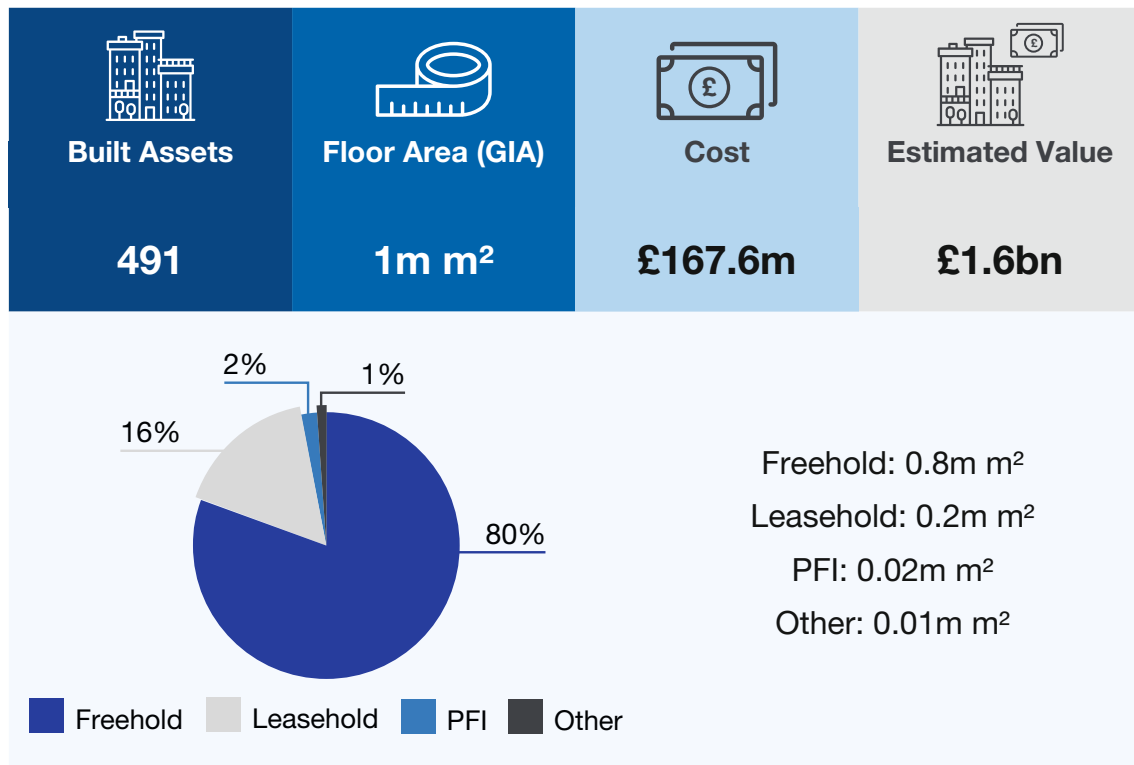 Built Assets
Floor Area (GIA)
Cost
Estimated Value
£
£
491
1m m²
£167.6m
£1.6bn
2%
1%
16%
80%
Freehold: 0.8m m²
Leasehold: 0.2m m²
PFI: 0.02m m²
Other: 0.01m m²
Freehold
Leasehold
PFI
Other